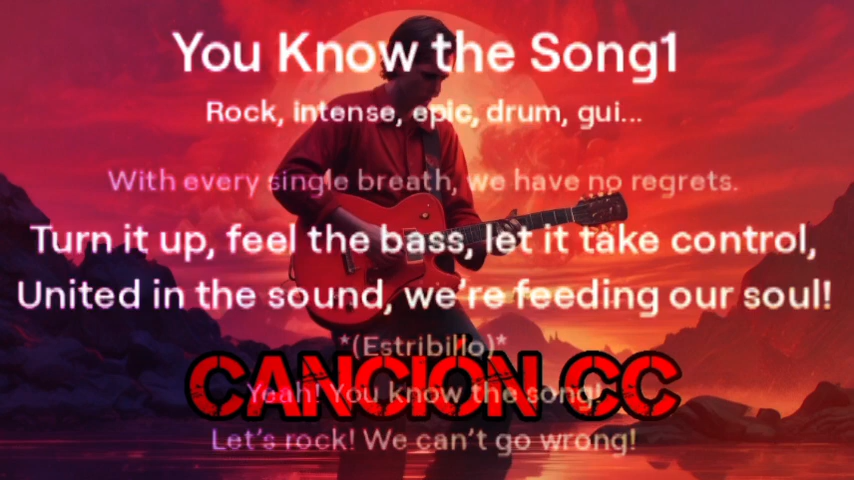 You Know the Song1
Rock, intense, epic, drum, gui...
With every single breath, we have no regrets.
Turn it up, feel the bass, let it take control,
United in the sound, we're feeding our soul!
*(Estribillo)*
CANCIÓN CC
Yeah! You know the song!
Let's rock! We can't go wrong!